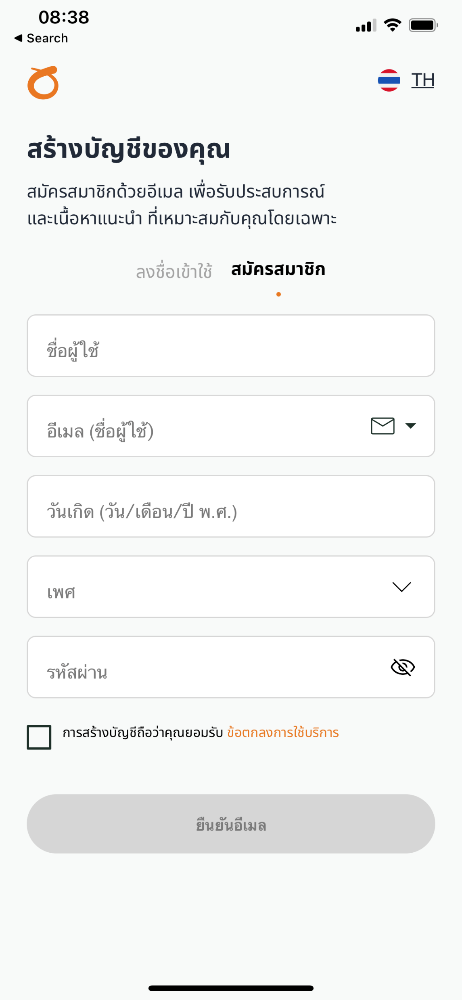 08:38
◀ Search
TH
สร้างบัญชีของคุณ
สมัครสมาชิกด้วยอีเมล เพื่อรับประสบการณ์
และเนื้อหาแนะนำ ที่เหมาะสมกับคุณโดยเฉพาะ
ลงชื่อเข้าใช้ สมัครสมาชิก
ชื่อผู้ใช้
อีเมล (ชื่อผู้ใช้)
วันเกิด (วัน/เดือน/ปี พ.ศ.)
เพศ
รหัสผ่าน
การสร้างบัญชีถือว่าคุณยอมรับ ข้อตกลงการใช้บริการ
ยืนยันอีเมล